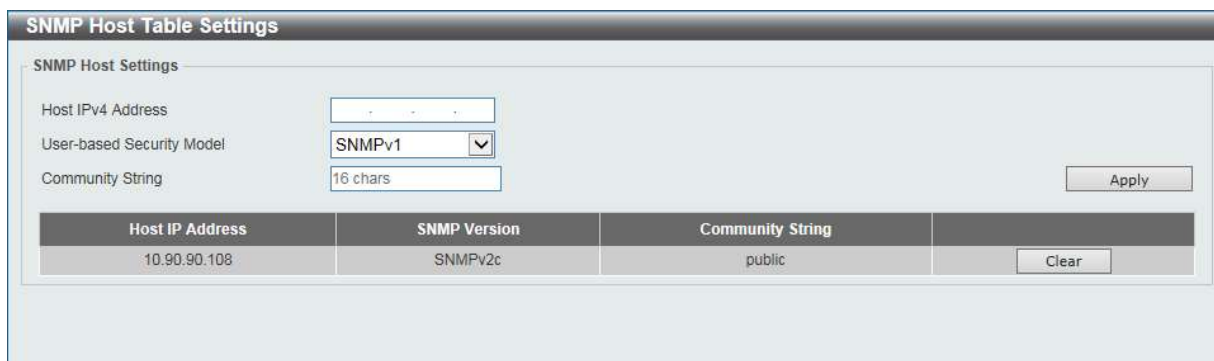 SNMP Host Table Settings
SNMP Host Settings
Host IPv4 Address . . .
User-based Security Model SNMPv1
Community String 16 chars Apply
Host IP Address SNMP Version Community String
10.90.90.108 SNMPv2c public Clear